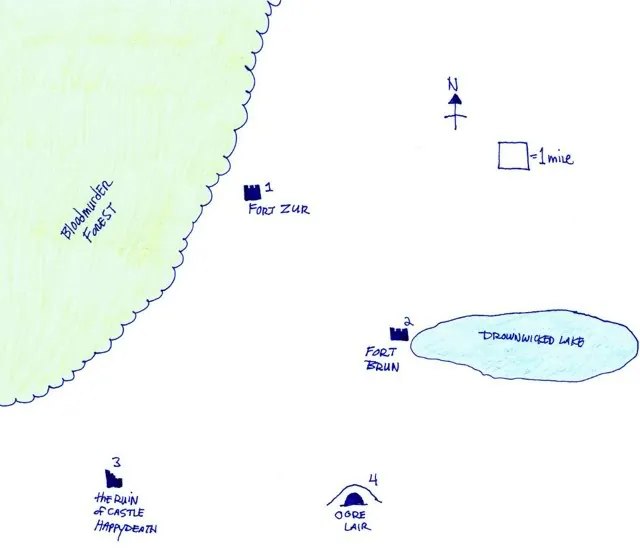 N
= 1 mile
Bloodmurder
Forest
1
Fort Zur
2
Fort
Brun
Drownwicked Lake
3
the Ruin
of Castle
Happydeath
4
Ogre
Lair